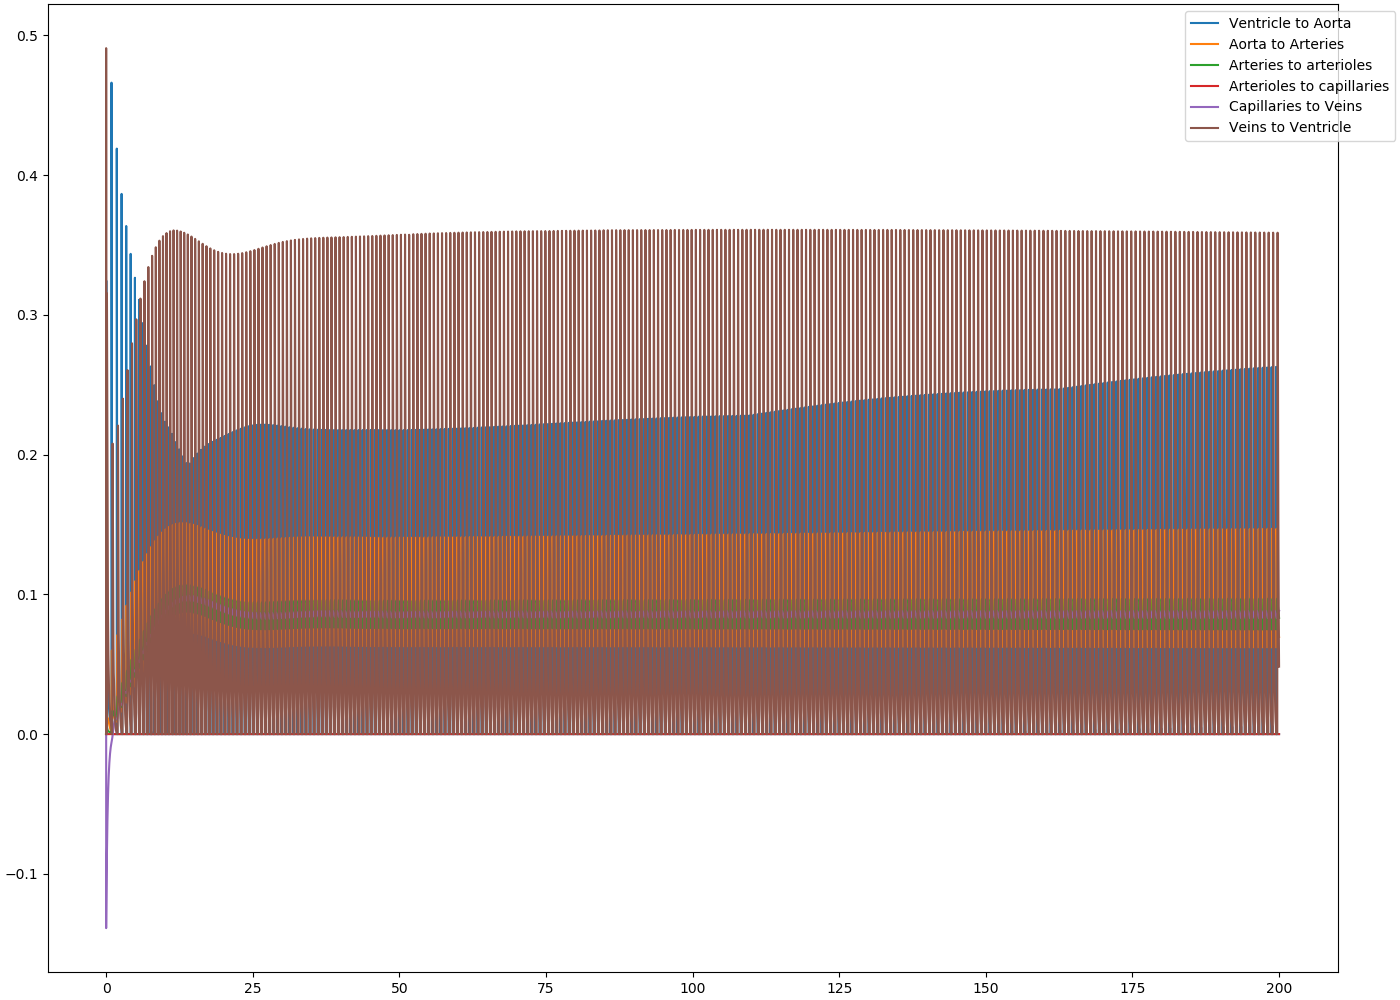 Ventricle to Aorta
Aorta to Arteries
Arteries to arterioles
Arterioles to capillaries
Capillaries to Veins
Veins to Ventricle
0.5
0.4
0.3
0.2
0.1
0.0
−0.1
0 25 50 75 100 125 150 175 200